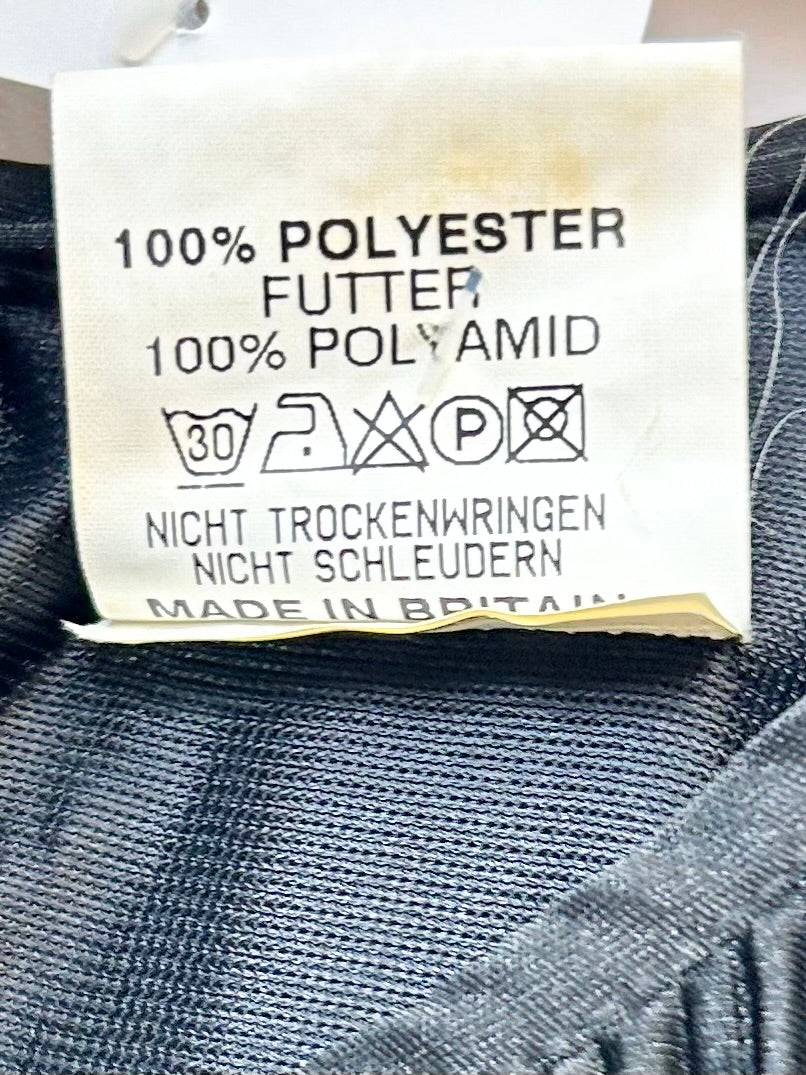 100% POLYESTER
FUTTER
100% POLYAMID
30 P
NICHT TROCKENWRINGEN
NICHT SCHLEUDERN
MADE IN BRITAIN